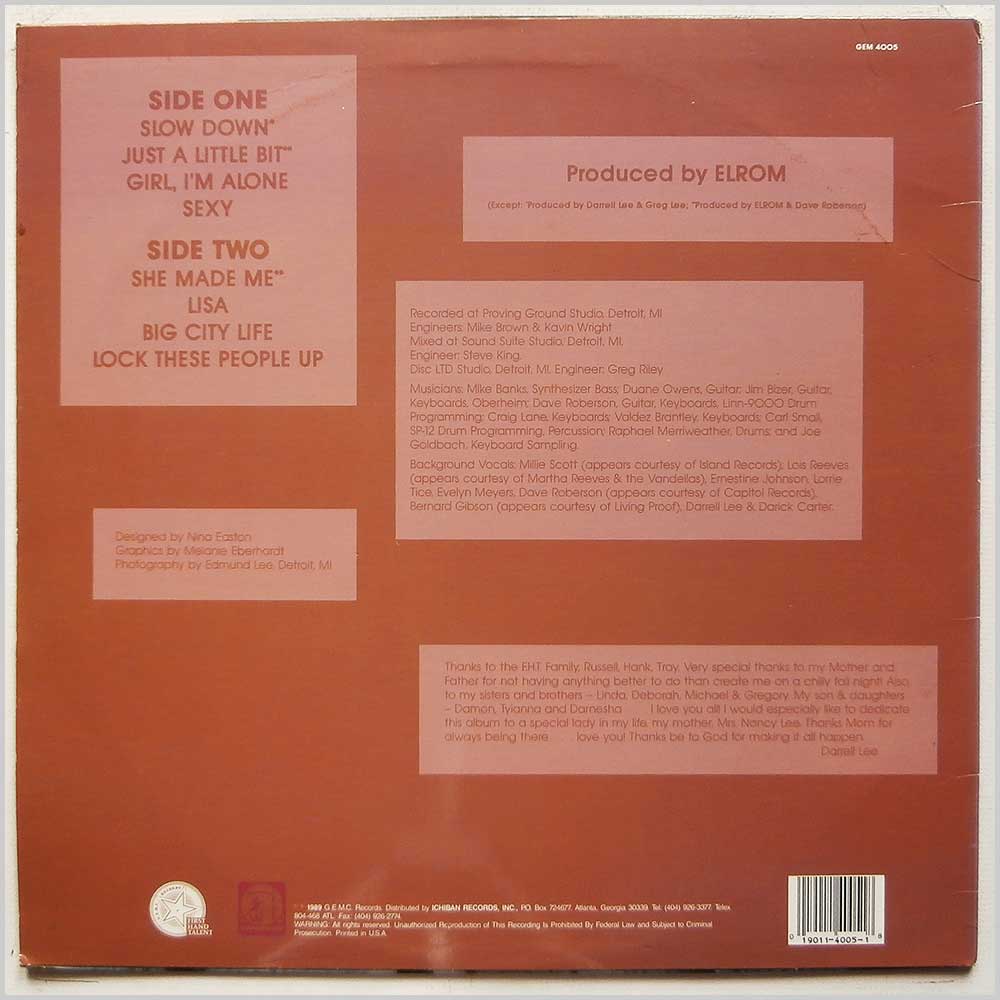 GEM 4005
SIDE ONE
SLOW DOWN*
JUST A LITTLE BIT**
GIRL, I'M ALONE
SEXY
SIDE TWO
SHE MADE ME**
LISA
BIG CITY LIFE
LOCK THESE PEOPLE UP
Produced by ELROM
(Except: *Produced by Darrell Lee & Greg Lee; **Produced by ELROM & Dave Roberson)
Recorded at Proving Ground Studio, Detroit, MI
Engineers: Mike Brown & Kavin Wright
Mixed at Sound Suite Studio, Detroit, MI,
Engineer: Steve King.
Disc LTD Studio, Detroit, MI, Engineer: Greg Riley
Musicians: Mike Banks, Synthesizer Bass; Duane Owens, Guitar; Jim Bizer, Guitar,
Keyboards, Oberheim; Dave Roberson, Guitar, Keyboards, Linn-9000 Drum
Programming; Craig Lane, Keyboards; Valdez Brantley, Keyboards; Carl Small,
SP-12 Drum Programming, Percussion; Raphael Merriweather, Drums; and Joe
Goldbach, Keyboard Sampling.
Background Vocals: Millie Scott (appears courtesy of Island Records); Lois Reeves
(appears courtesy of Martha Reeves & the Vandellas), Ernestine Johnson, Lorrie
Tice, Evelyn Meyers, Dave Roberson (appears courtesy of Capitol Records),
Bernard Gibson (appears courtesy of Living Proof), Darrell Lee & Darick Carter.
Designed by Nina Easton
Graphics by Melanie Eberhardt
Photography by Edmund Lee, Detroit, MI
Thanks to the F.H.T. Family, Russell, Hank, Tray. Very special thanks to my Mother and
Father for not having anything better to do than create me on a chilly fall night! Also
to my sisters and brothers – Linda, Deborah, Michael & Gregory. My son & daughters
– Damon, Tyianna and Darnesha I love you all! I would especially like to dedicate
this album to a special lady in my life, my mother, Mrs. Nancy Lee. Thanks Mom for
always being there . . . love you! Thanks be to God for making it all happen.
Darrell Lee
FIRST
HAND
TALENT
1989 G.E.M.C. Records. Distributed by ICHIBAN RECORDS, INC., P.O. Box 724677, Atlanta, Georgia 30339. Tel: (404) 926-3377. Telex
804-468 ATL. Fax: (404) 926-2774.
WARNING: All rights reserved. Unauthorized Reproduction of This Recording Is Prohibited By Federal Law and Subject to Criminal
Prosecution. Printed in U.S.A.
0 19011-4005-1 8